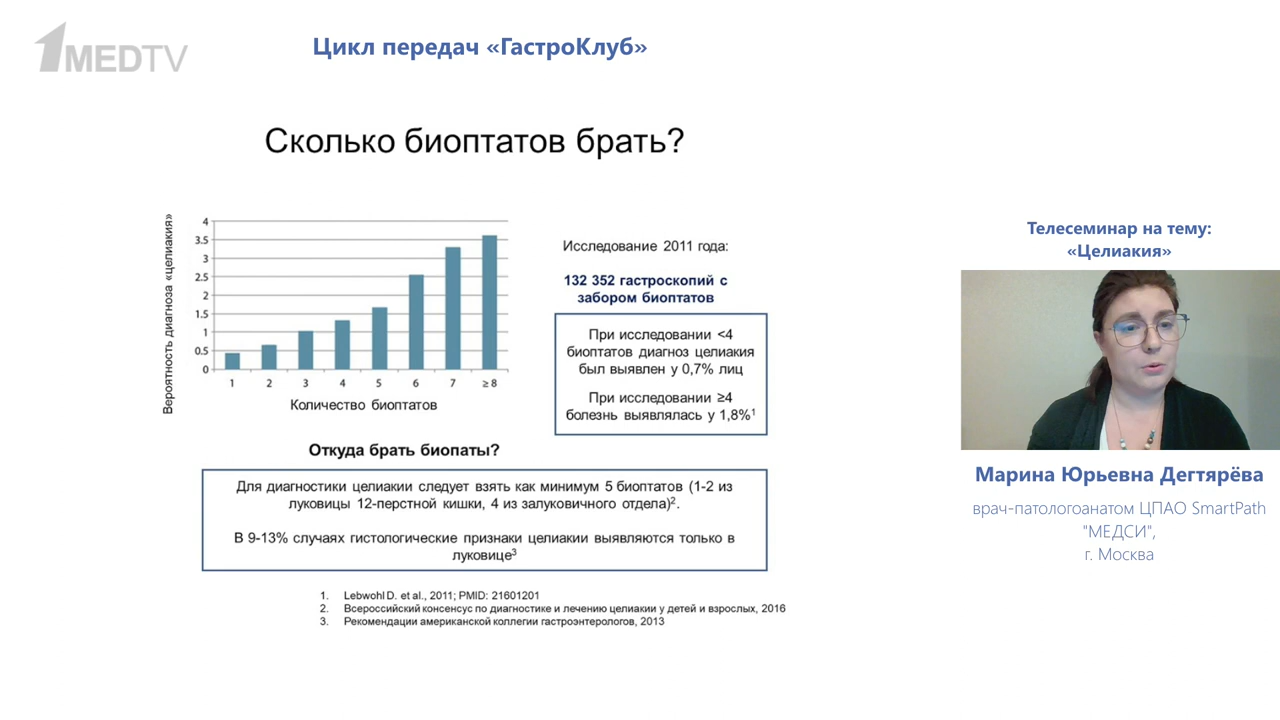 1MEDTV
Цикл передач «ГастроКлуб»
Сколько биоптатов брать?
Вероятность диагноза «целиакия»
4
3.5
3
2.5
2
1.5
1
0.5
0
1 2 3 4 5 6 7 ≥ 8
Количество биоптатов
Исследование 2011 года:
132 352 гастроскопий с
забором биоптатов
При исследовании <4
биоптатов диагноз целиакия
был выявлен у 0,7% лиц
При исследовании ≥4
болезнь выявлялась у 1,8%¹
Откуда брать биопаты?
Для диагностики целиакии следует взять как минимум 5 биоптатов (1-2 из
луковицы 12-перстной кишки, 4 из залуковичного отдела)².
В 9-13% случаях гистологические признаки целиакии выявляются только в
луковице³
1. Lebwohl D. et al., 2011; PMID: 21601201
2. Всероссийский консенсус по диагностике и лечению целиакии у детей и взрослых, 2016
3. Рекомендации американской коллегии гастроэнтерологов, 2013
Телесеминар на тему:
«Целиакия»
Марина Юрьевна Дегтярёва
врач-патологоанатом ЦПАО SmartPath
"МЕДСИ",
г. Москва